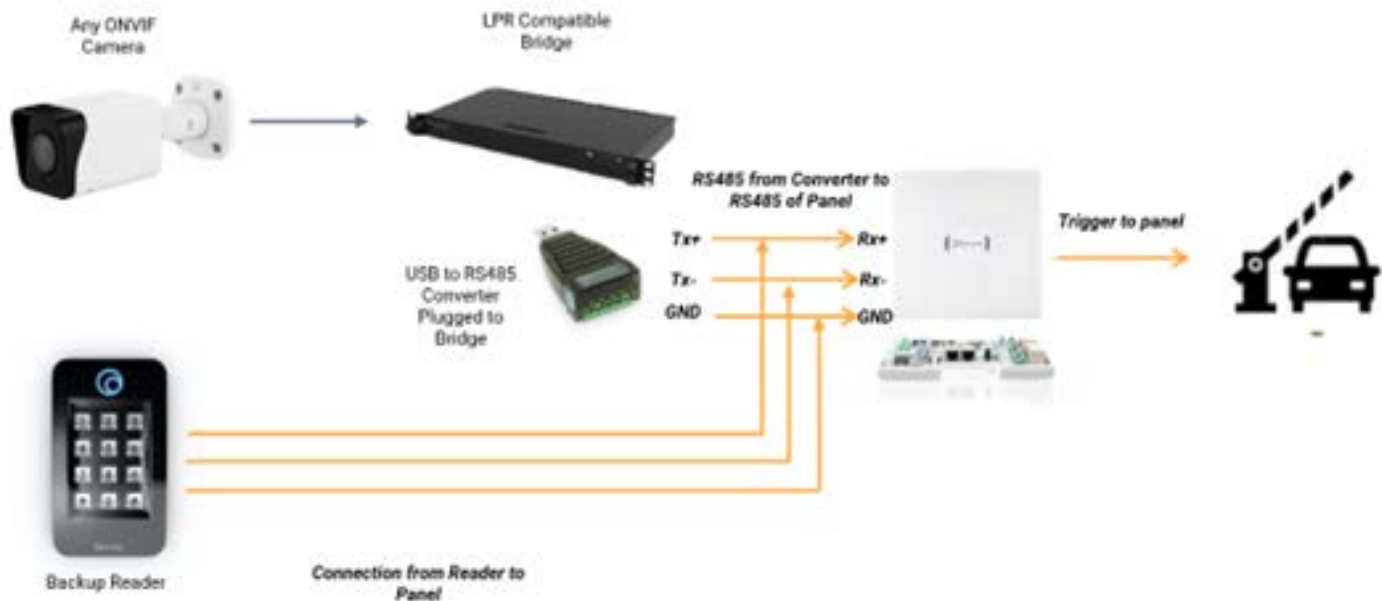 Any ONVIF
Camera
LPR Compatible
Bridge
RS485 from Converter to
RS485 of Panel
Tx+
Rx+
Trigger to panel
Tx-
Rx-
GND
GND
USB to RS485
Converter
Plugged to
Bridge
Backup Reader
Connection from Reader to
Panel